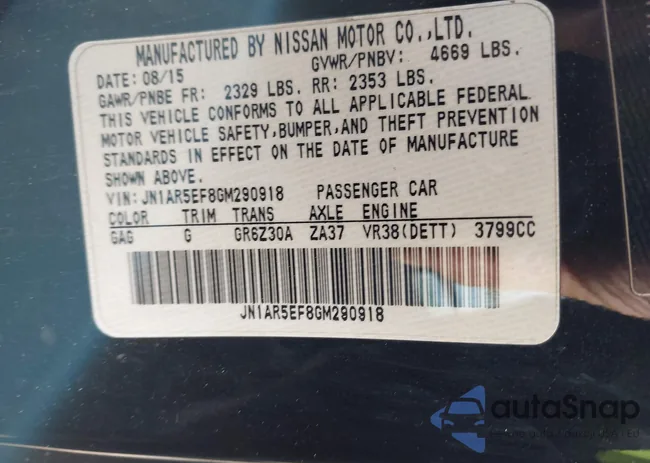 MANUFACTURED BY NISSAN MOTOR CO.,LTD.
DATE: 08/15 GVWR/PNBV: 4669 LBS.
GAWR/PNBE FR: 2329 LBS. RR: 2353 LBS.
THIS VEHICLE CONFORMS TO ALL APPLICABLE FEDERAL
MOTOR VEHICLE SAFETY,BUMPER,AND THEFT PREVENTION
STANDARDS IN EFFECT ON THE DATE OF MANUFACTURE
SHOWN ABOVE.
VIN: JN1AR5EF8GM290918 PASSENGER CAR
COLOR TRIM TRANS AXLE ENGINE
GAG G GR6Z30A ZA37 VR38(DETT) 3799CC
JN1AR5EF8GM290918
autaSnap